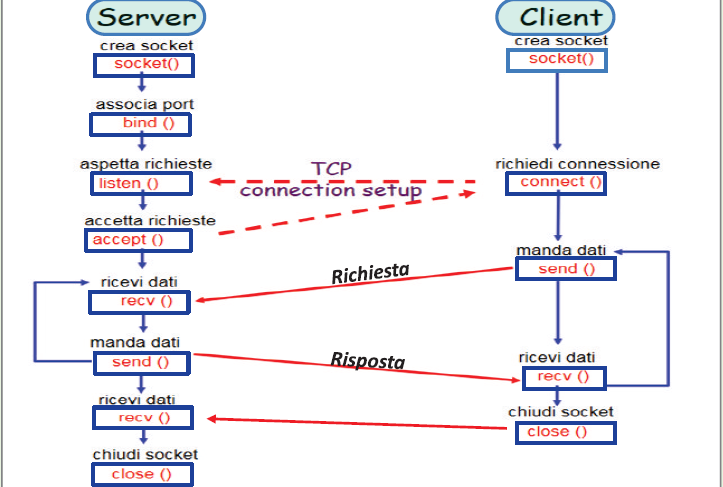 Server
crea socket
socket()
associa port
bind ()
aspetta richieste
listen ()
accetta richieste
accept ()
ricevi dati
recv ()
manda dati
send ()
ricevi dati
recv ()
chiudi socket
close ()
TCP
connection setup
Richiesta
Risposta
Client
crea socket
socket()
richiedi connessione
connect ()
manda dati
send ()
ricevi dati
recv ()
chiudi socket
close ()